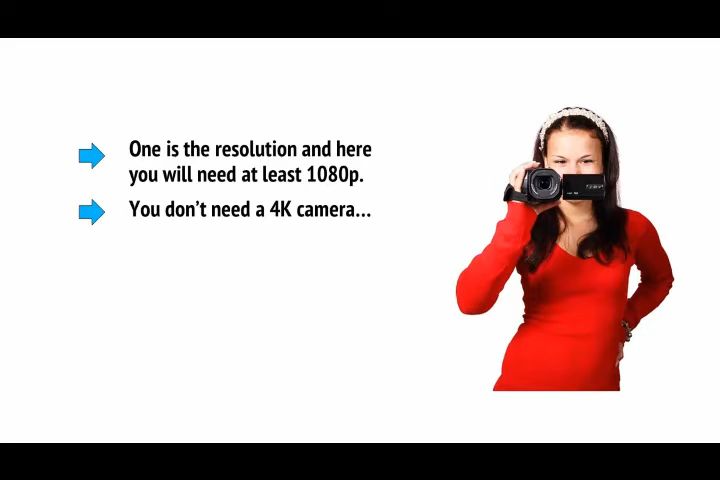 One is the resolution and here
you will need at least 1080p.
You don't need a 4K camera...